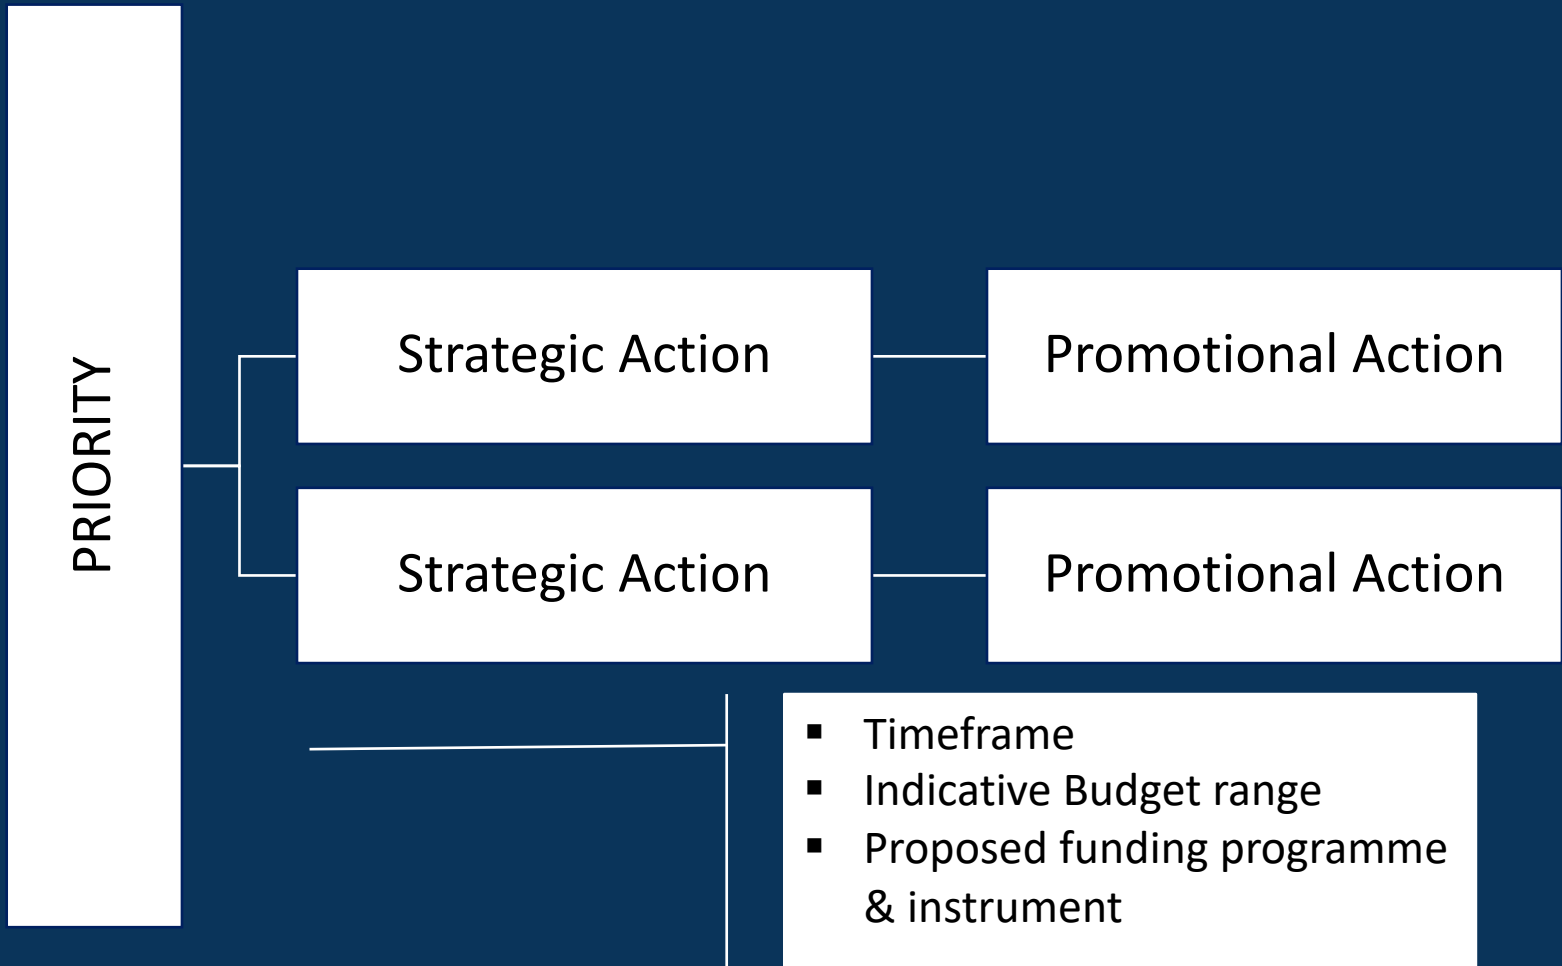 PRIORITY
Strategic Action
Promotional Action
Strategic Action
Promotional Action
▪ Timeframe
▪ Indicative Budget range
▪ Proposed funding programme
& instrument